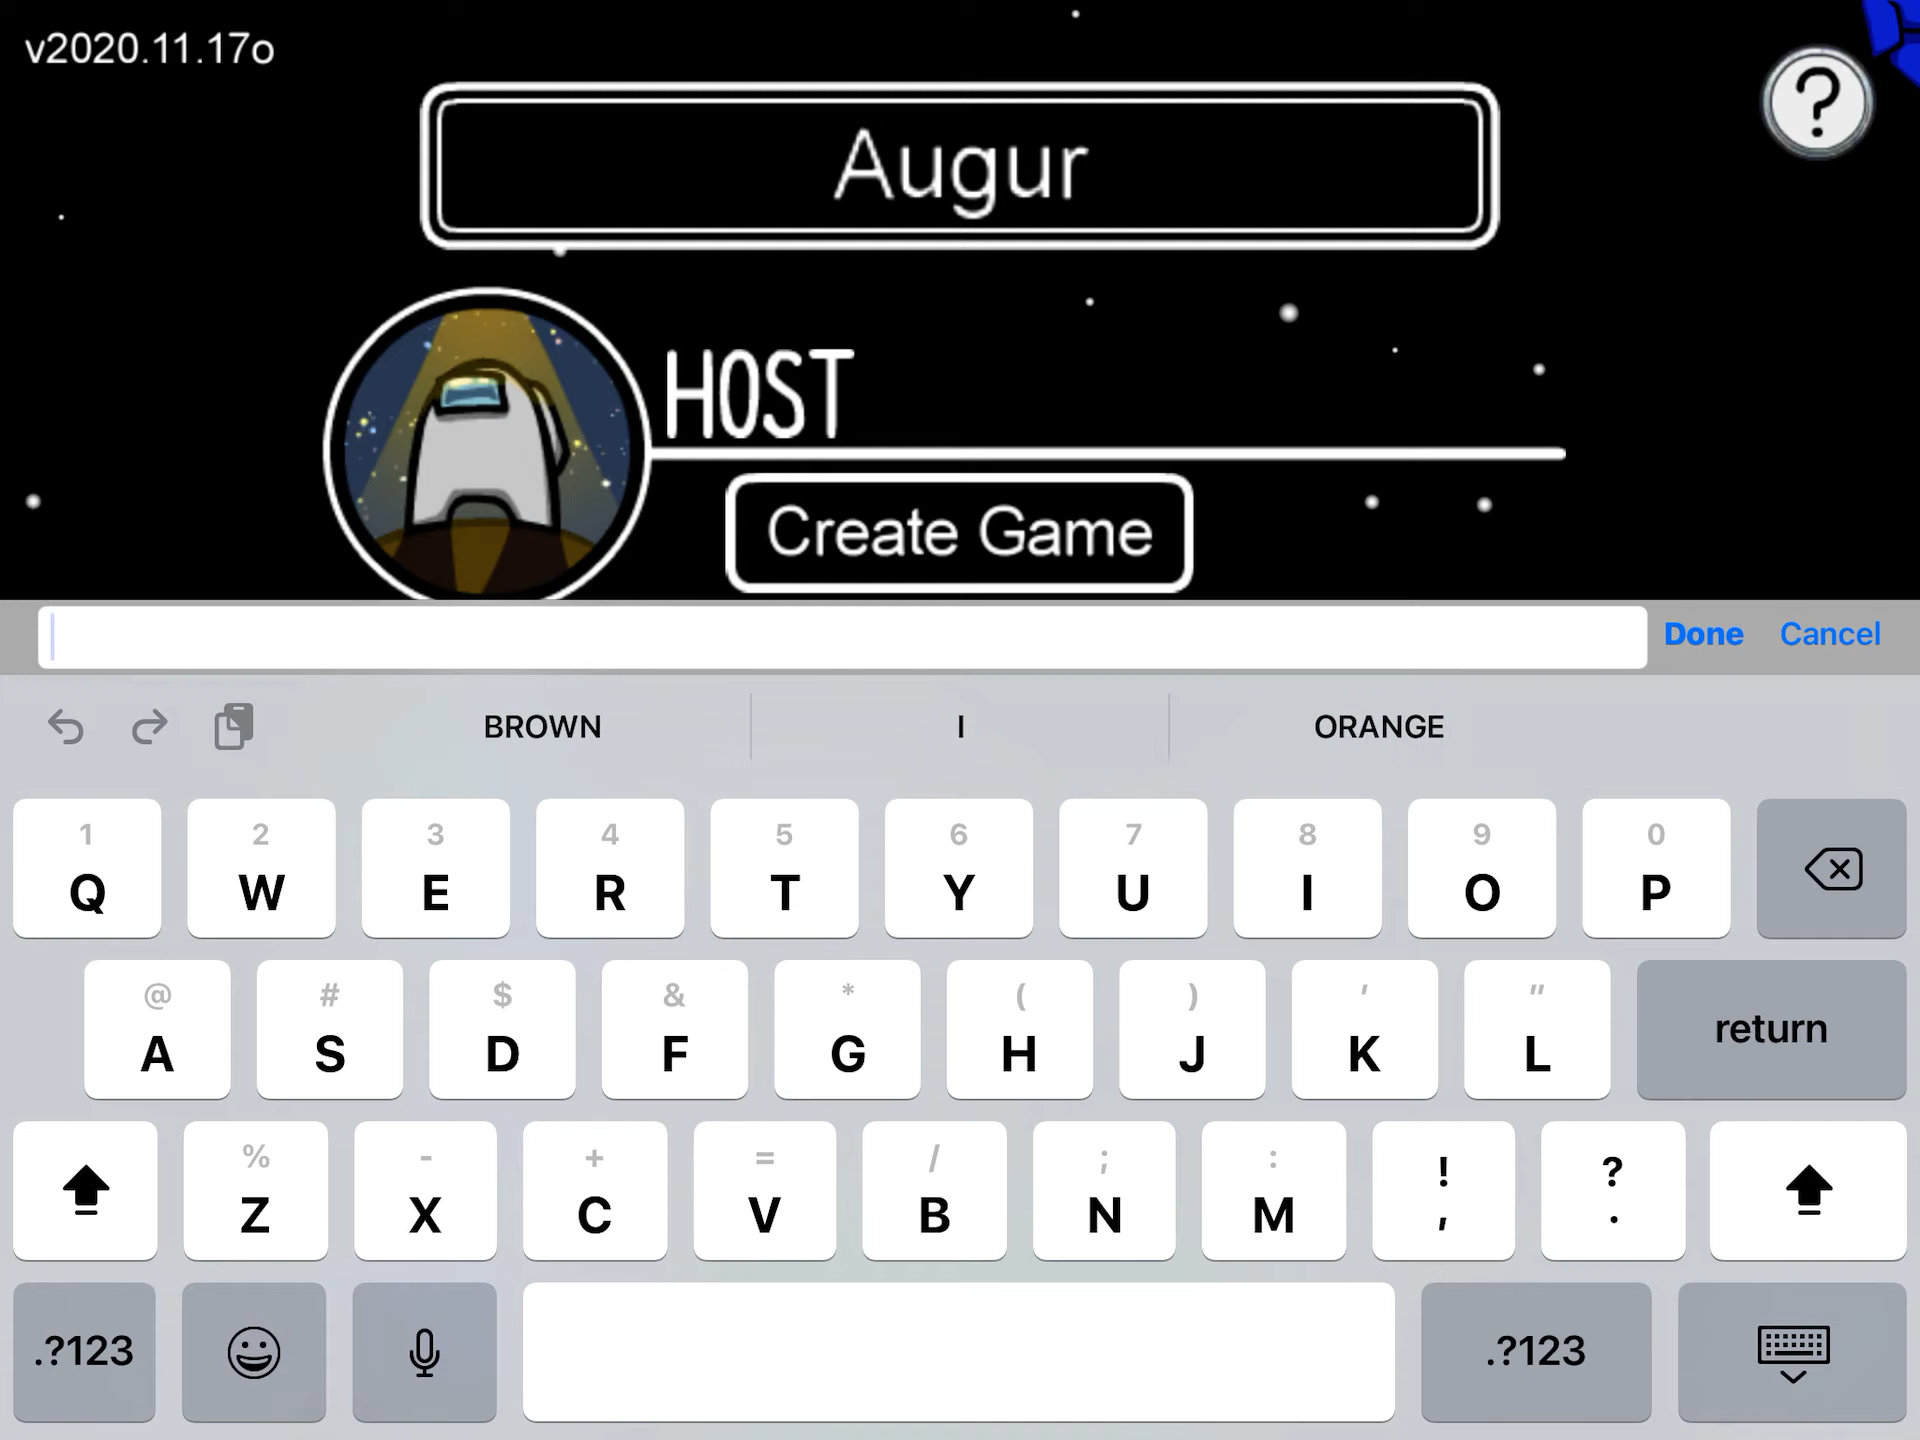 v2020.11.17o
?
Augur
HOST
Create Game
Done Cancel
BROWN I ORANGE
1 2 3 4 5 6 7 8 9 0
Q W E R T Y U I O P
@ # $ & * ( ) ' "
A S D F G H J K L return
% - + = / ; : ! ?
Z X C V B N M , .
.?123 .?123